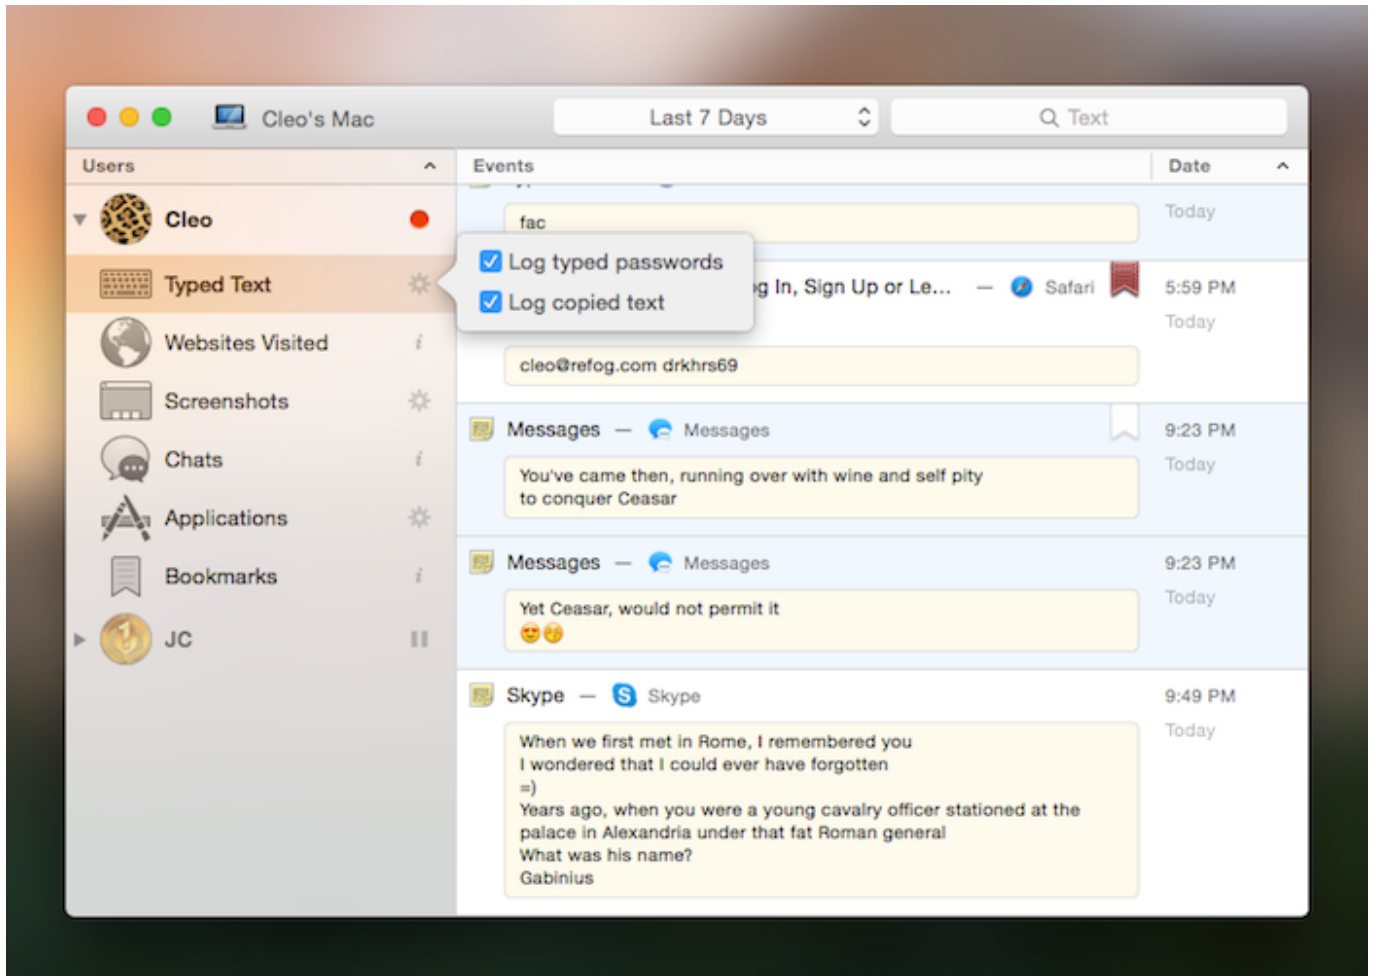 Cleo's Mac
Last 7 Days
Text
Users
Events
Date
Cleo
Typed Text
Websites Visited
Screenshots
Chats
Applications
Bookmarks
JC
Log typed passwords
Log copied text
fac
Today
g In, Sign Up or Le... — Safari
5:59 PM
Today
cleo@refog.com drkhrs69
Messages — Messages
9:23 PM
Today
You've came then, running over with wine and self pity
to conquer Ceasar
Messages — Messages
9:23 PM
Today
Yet Ceasar, would not permit it
😍😚
Skype — Skype
9:49 PM
Today
When we first met in Rome, I remembered you
I wondered that I could ever have forgotten
=)
Years ago, when you were a young cavalry officer stationed at the
palace in Alexandria under that fat Roman general
What was his name?
Gabinius